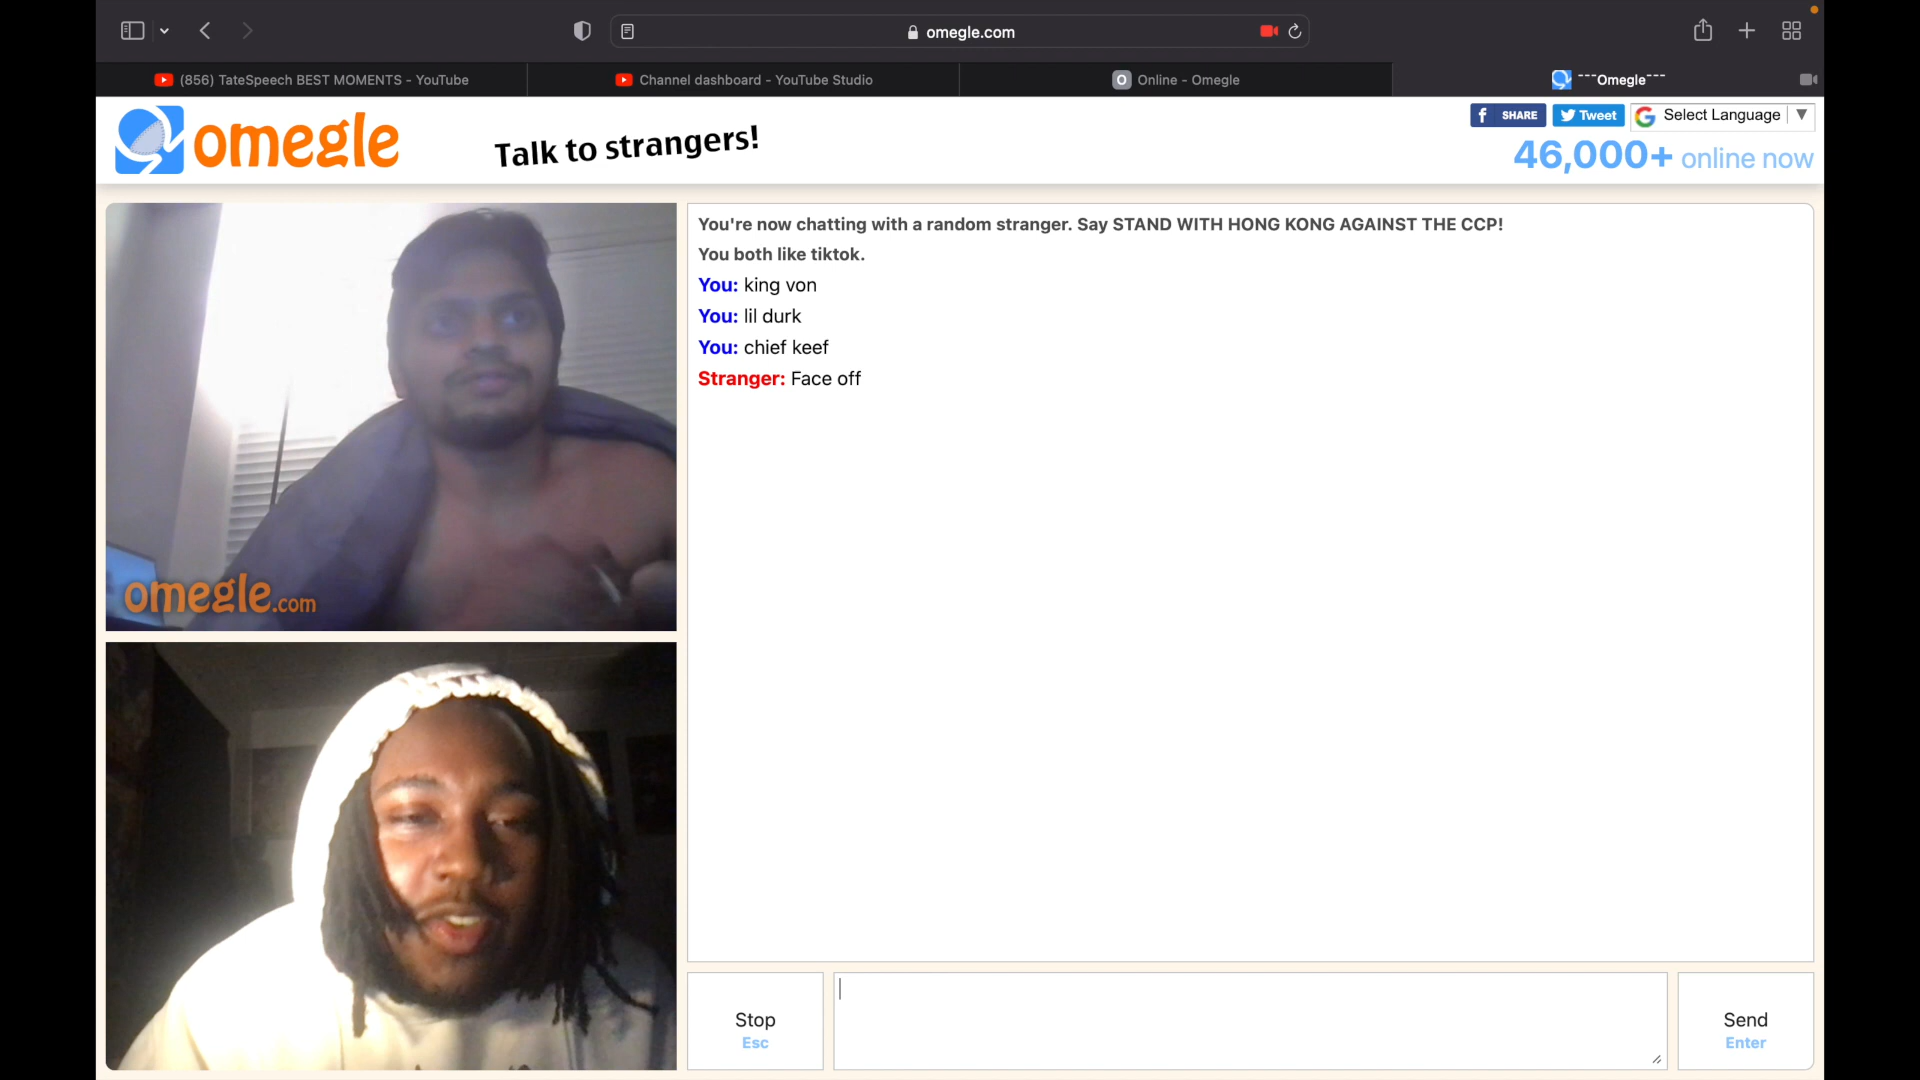 omegle.com
(856) TateSpeech BEST MOMENTS - YouTube
Channel dashboard - YouTube Studio
O Online - Omegle
---Omegle---
omegle
Talk to strangers!
f SHARE
Tweet
G Select Language ▼
46,000+ online now
omegle.com
You're now chatting with a random stranger. Say STAND WITH HONG KONG AGAINST THE CCP!
You both like tiktok.
You: king von
You: lil durk
You: chief keef
Stranger: Face off
Stop
Esc
Send
Enter